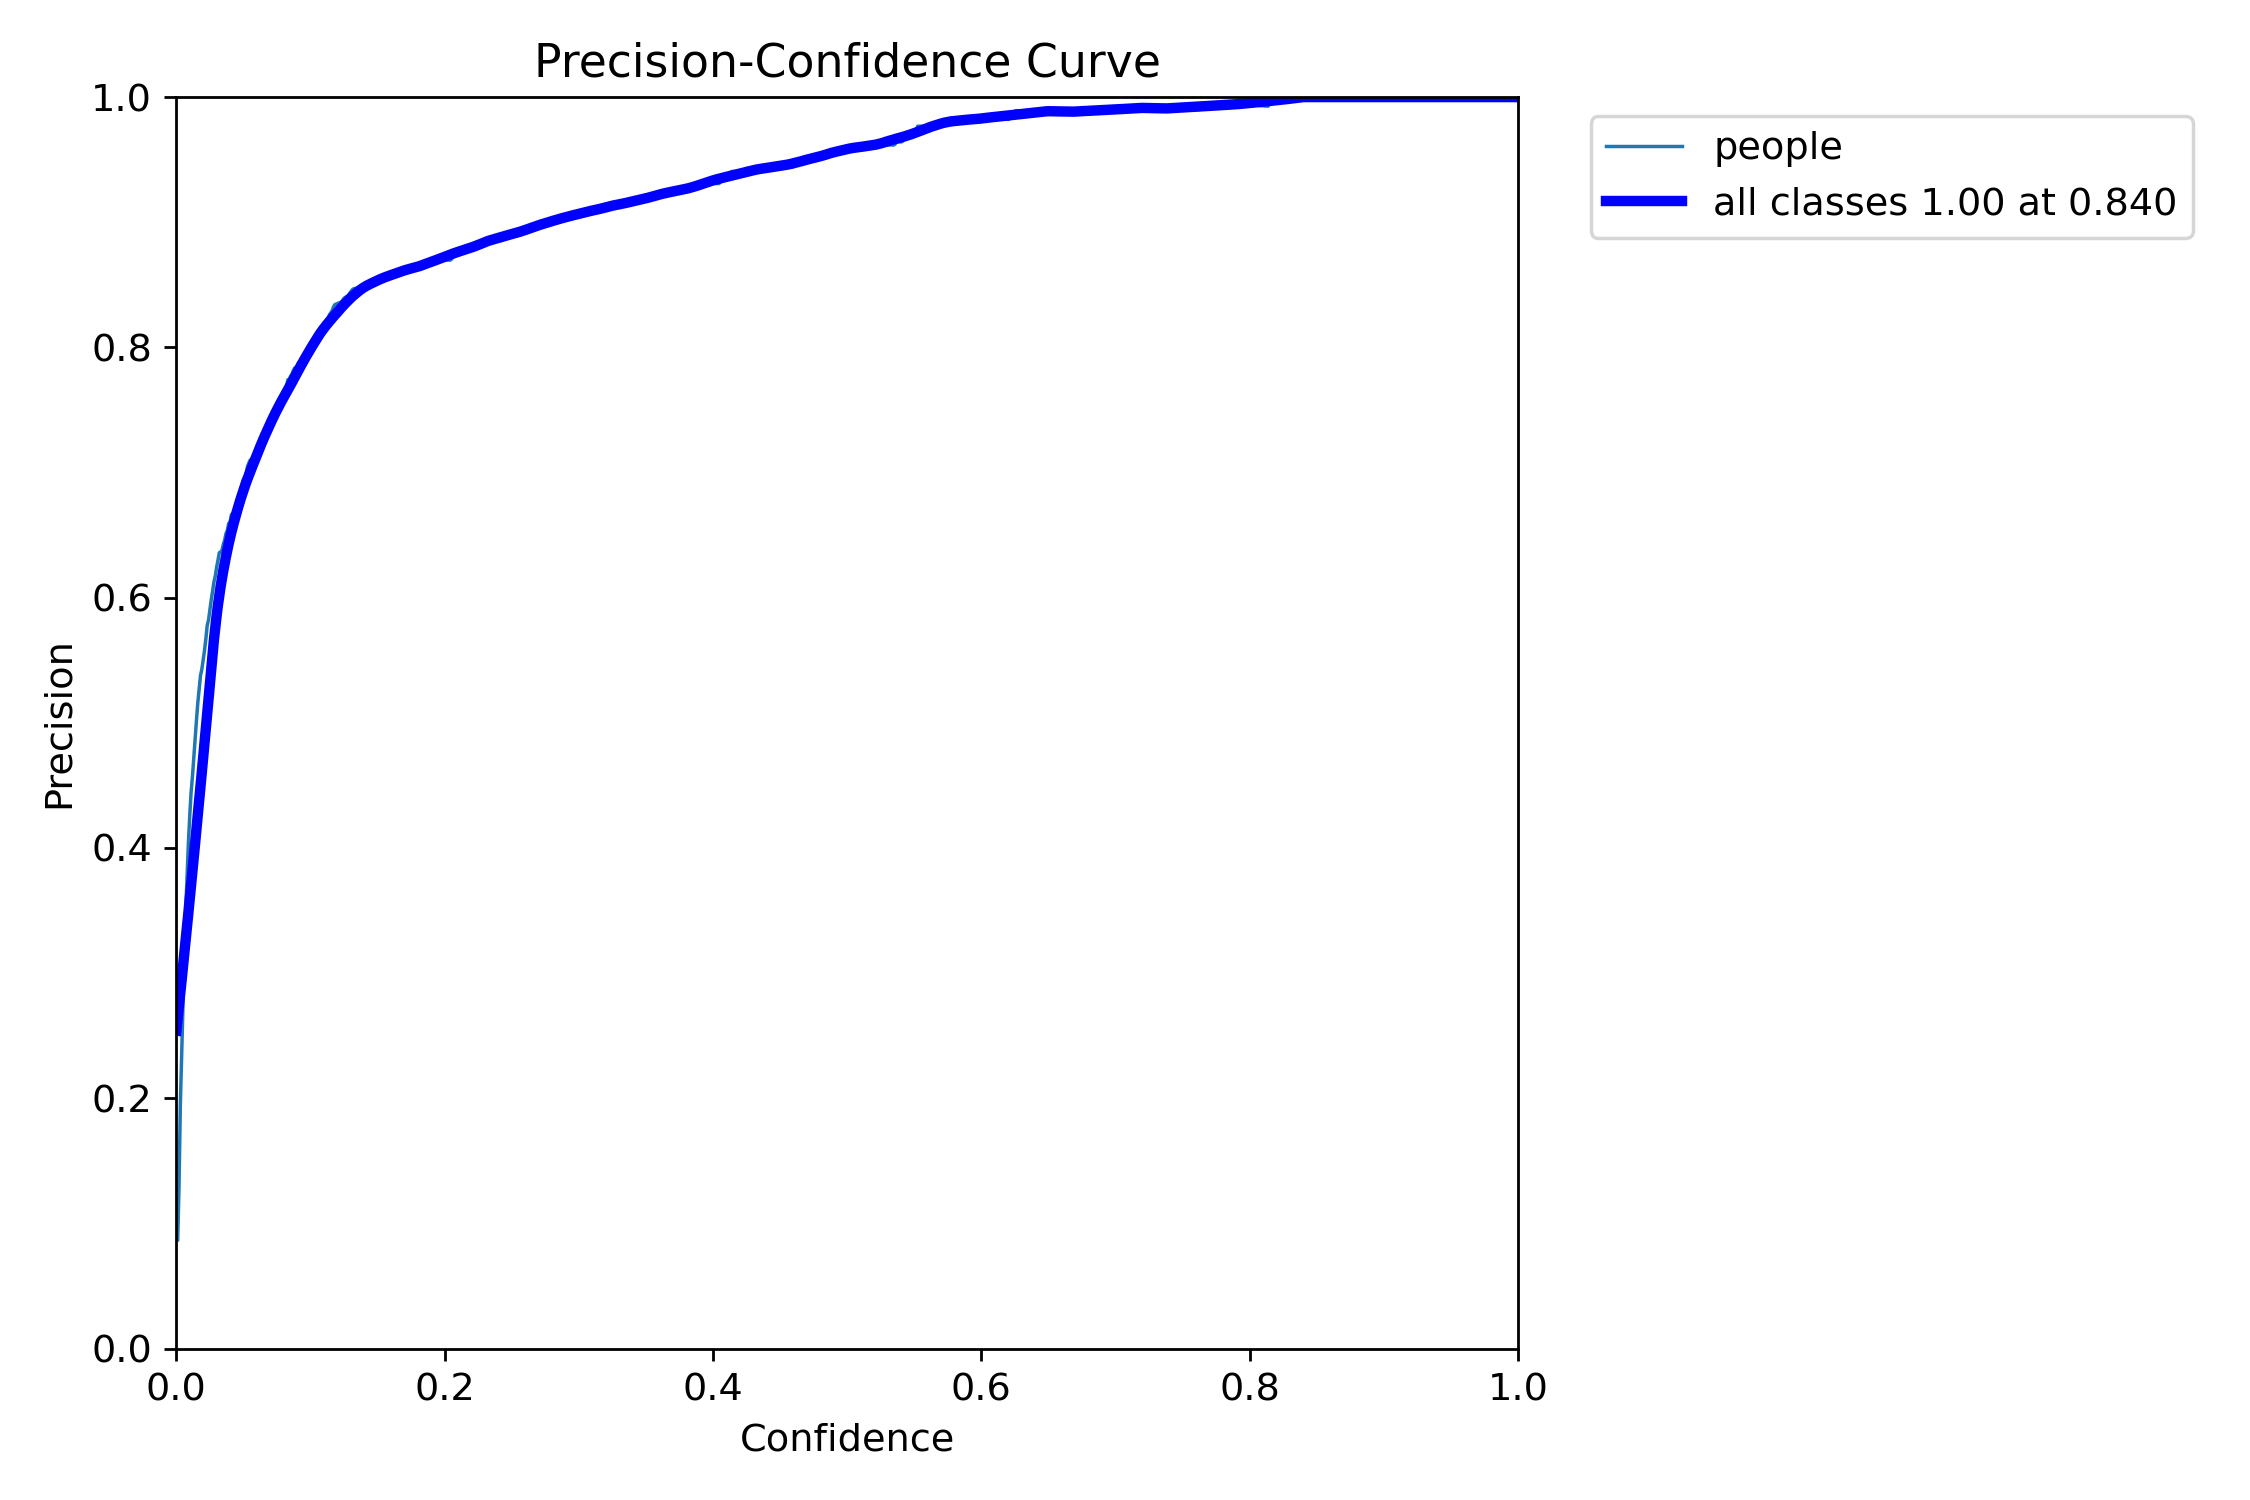 Precision-Confidence Curve
1.0
0.8
0.6
0.4
0.2
0.0
Precision
0.0 0.2 0.4 0.6 0.8 1.0
Confidence
people
all classes 1.00 at 0.840